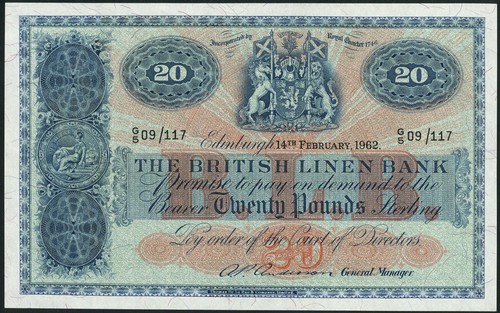 Incorporated by Royal Charter 1746
20 20
G/5 09/117 G/5 09/117
Edinburgh, 14TH FEBRUARY, 1962.
THE BRITISH LINEN BANK
Promise to pay on demand to the
Bearer Twenty Pounds Sterling
By order of the Court of Directors
20
General Manager